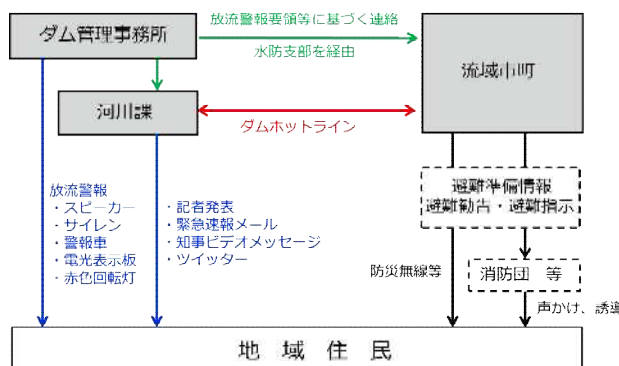 ダム管理事務所
放流警報要領等に基づく連絡
水防支部を経由
流域市町
河川課
ダムホットライン
放流警報
・スピーカー
・サイレン
・警報車
・電光表示板
・赤色回転灯
・記者発表
・緊急速報メール
・知事ビデオメッセージ
・ツイッター
避難準備情報
避難勧告・避難指示
防災無線等
消防団 等
声かけ、誘導
地 域 住 民